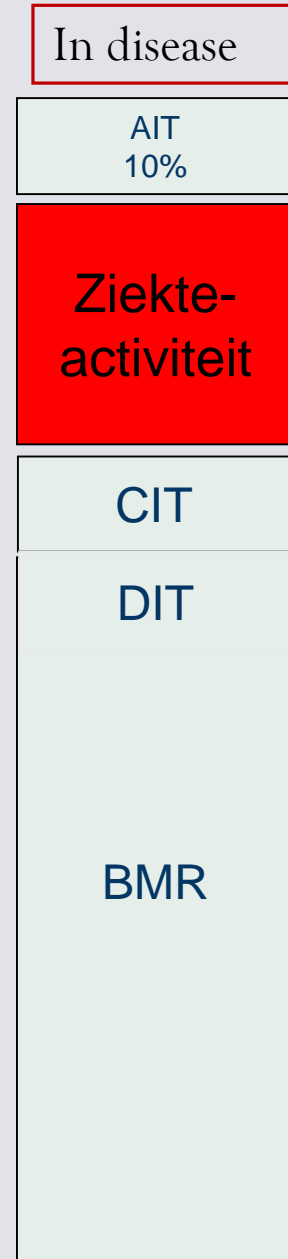 In disease
AIT
10%
Ziekte-
activiteit
CIT
DIT
BMR